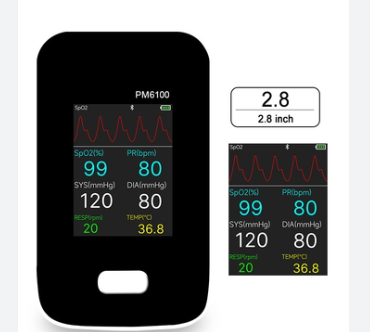 PM6100
SpO2
SpO2(%) PR(bpm)
99 80
SYS(mmHg) DIA(mmHg)
120 80
RESP(rpm) TEMP(°C)
20 36.8
2.8
2.8 inch
SpO2
SpO2(%) PR(bpm)
99 80
SYS(mmHg) DIA(mmHg)
120 80
RESP(rpm) TEMP(°C)
20 36.8